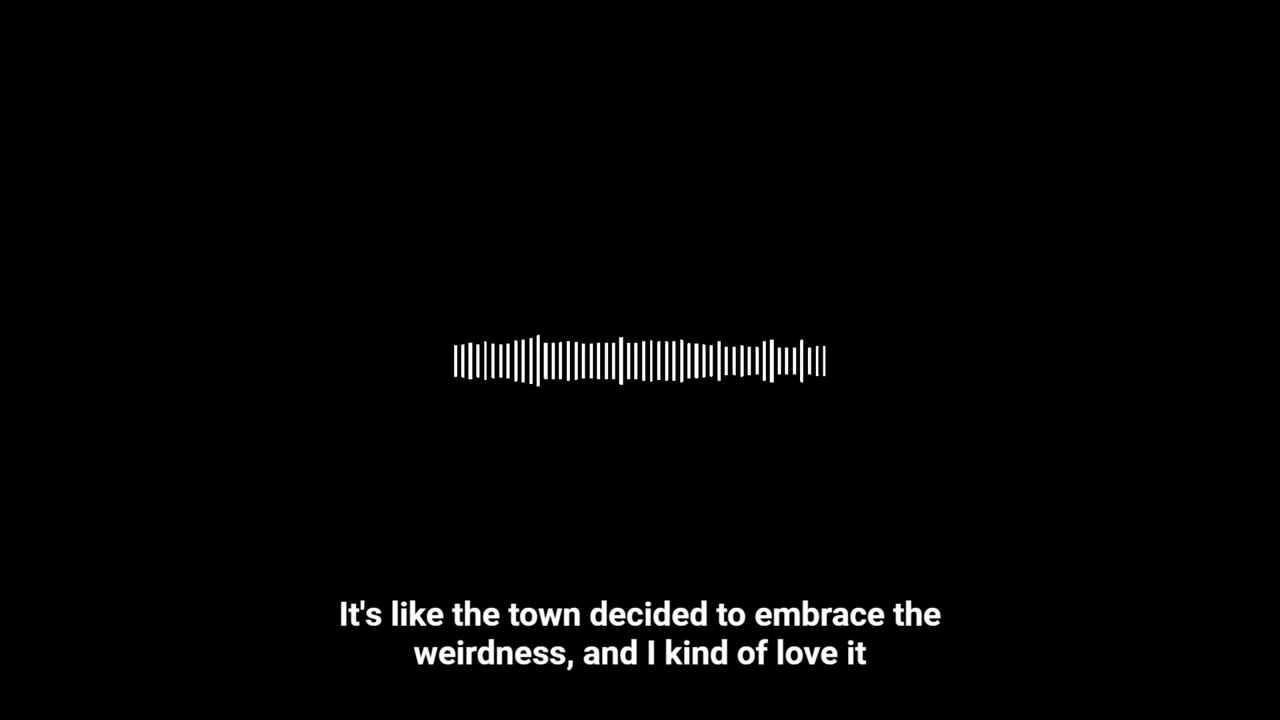 It's like the town decided to embrace the
weirdness, and I kind of love it